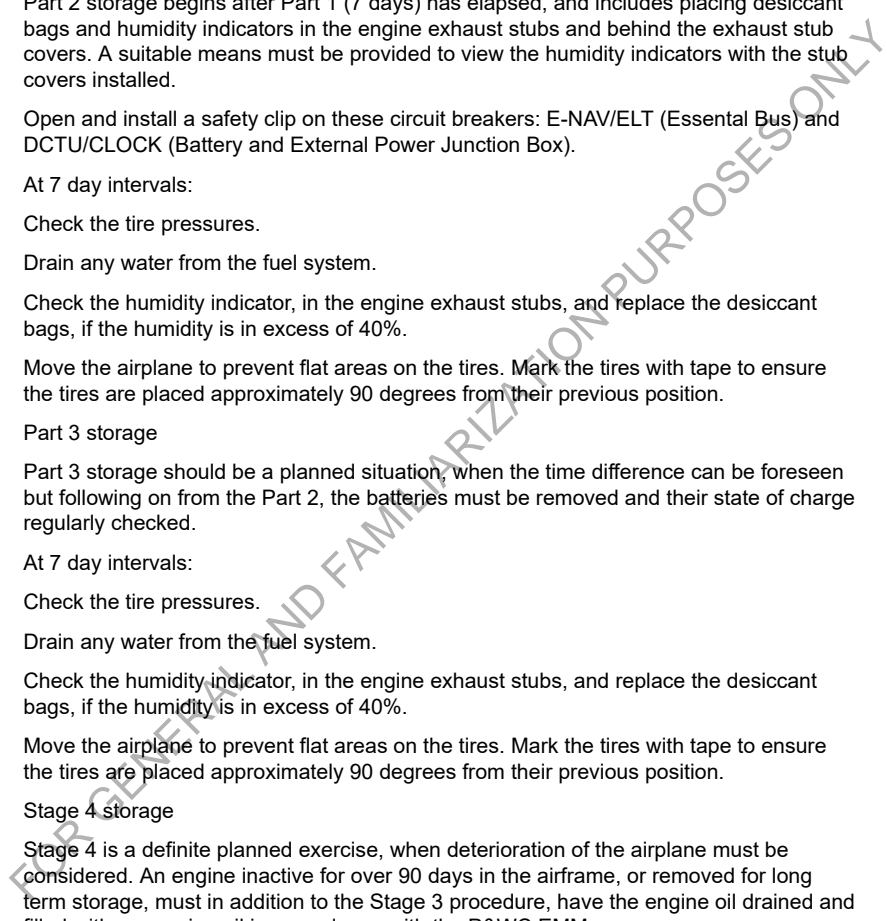 Part 2 storage begins after Part 1 (7 days) has elapsed, and includes placing desiccant
bags and humidity indicators in the engine exhaust stubs and behind the exhaust stub
covers. A suitable means must be provided to view the humidity indicators with the stub
covers installed.
Open and install a safety clip on these circuit breakers: E-NAV/ELT (Essental Bus) and
DCTU/CLOCK (Battery and External Power Junction Box).
At 7 day intervals:
Check the tire pressures.
Drain any water from the fuel system.
Check the humidity indicator, in the engine exhaust stubs, and replace the desiccant
bags, if the humidity is in excess of 40%.
Move the airplane to prevent flat areas on the tires. Mark the tires with tape to ensure
the tires are placed approximately 90 degrees from their previous position.
Part 3 storage
Part 3 storage should be a planned situation, when the time difference can be foreseen
but following on from the Part 2, the batteries must be removed and their state of charge
regularly checked.
At 7 day intervals:
Check the tire pressures.
Drain any water from the fuel system.
Check the humidity indicator, in the engine exhaust stubs, and replace the desiccant
bags, if the humidity is in excess of 40%.
Move the airplane to prevent flat areas on the tires. Mark the tires with tape to ensure
the tires are placed approximately 90 degrees from their previous position.
Stage 4 storage
Stage 4 is a definite planned exercise, when deterioration of the airplane must be
considered. An engine inactive for over 90 days in the airframe, or removed for long
term storage, must in addition to the Stage 3 procedure, have the engine oil drained and
FOR GENERAL AND FAMILIARIZATION PURPOSES ONLY